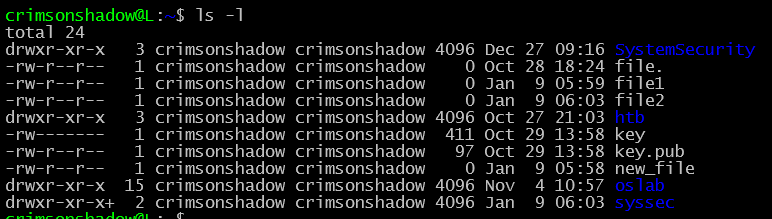 crimsonshadow@L:~$ ls -l
total 24
drwxr-xr-x   3 crimsonshadow crimsonshadow 4096 Dec 27 09:16 SystemSecurity
-rw-r--r--   1 crimsonshadow crimsonshadow    0 Oct 28 18:24 file.
-rw-r--r--   1 crimsonshadow crimsonshadow    0 Jan  9 05:59 file1
-rw-r--r--   1 crimsonshadow crimsonshadow    0 Jan  9 06:03 file2
drwxr-xr-x   3 crimsonshadow crimsonshadow 4096 Oct 27 21:03 htb
-rw-------   1 crimsonshadow crimsonshadow  411 Oct 29 13:58 key
-rw-r--r--   1 crimsonshadow crimsonshadow   97 Oct 29 13:58 key.pub
-rw-r--r--   1 crimsonshadow crimsonshadow    0 Jan  9 05:58 new_file
drwxr-xr-x  15 crimsonshadow crimsonshadow 4096 Nov  4 10:57 oslab
drwxr-xr-x+  2 crimsonshadow crimsonshadow 4096 Jan  9 06:03 syssec